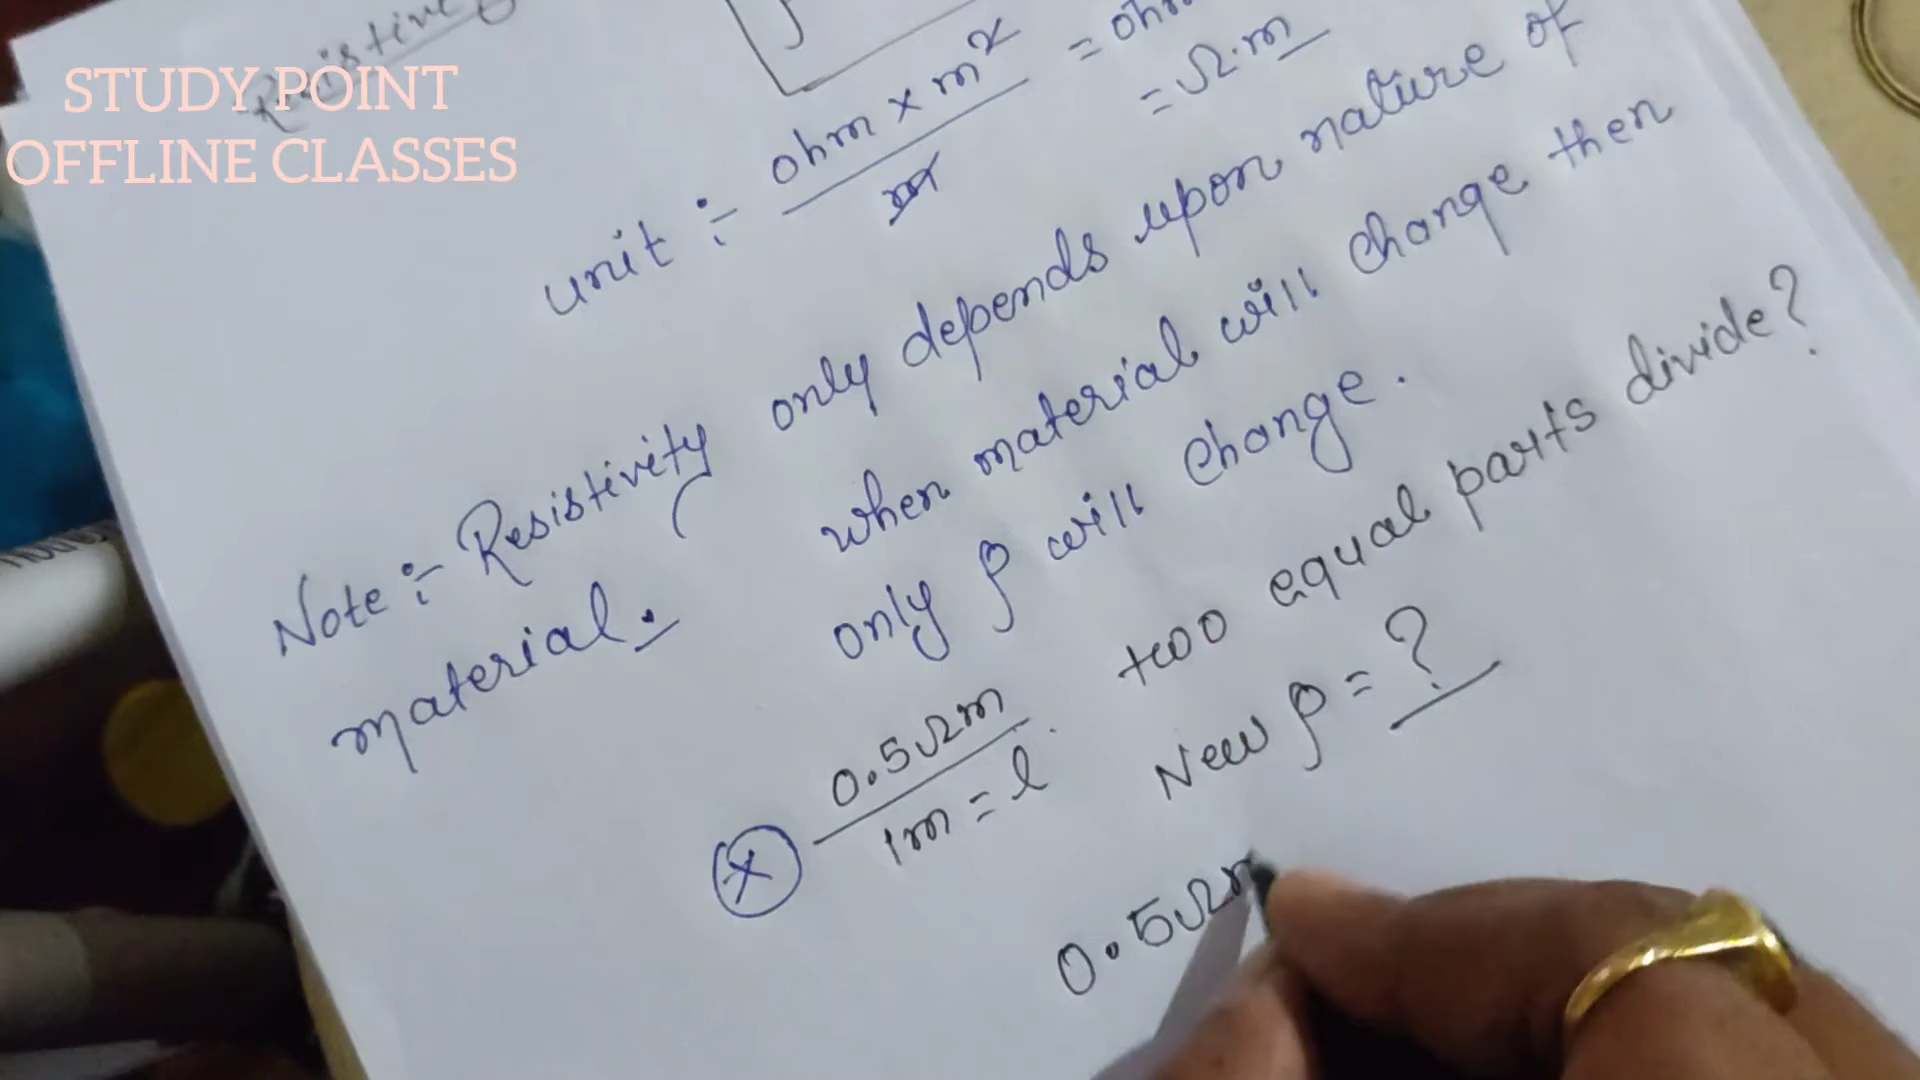 STUDY POINT
OFFLINE CLASSES
Resistive
ohm × m²
= Ω.m
unit :- m
Note :- Resistivity only depends upon nature of
material. when material will change then
only ρ will change.
0.5Ωm two equal parts divide?
1m = l New ρ = ?
0.5Ω